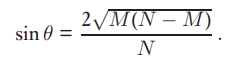 sin θ = 2√M(N − M) / N .